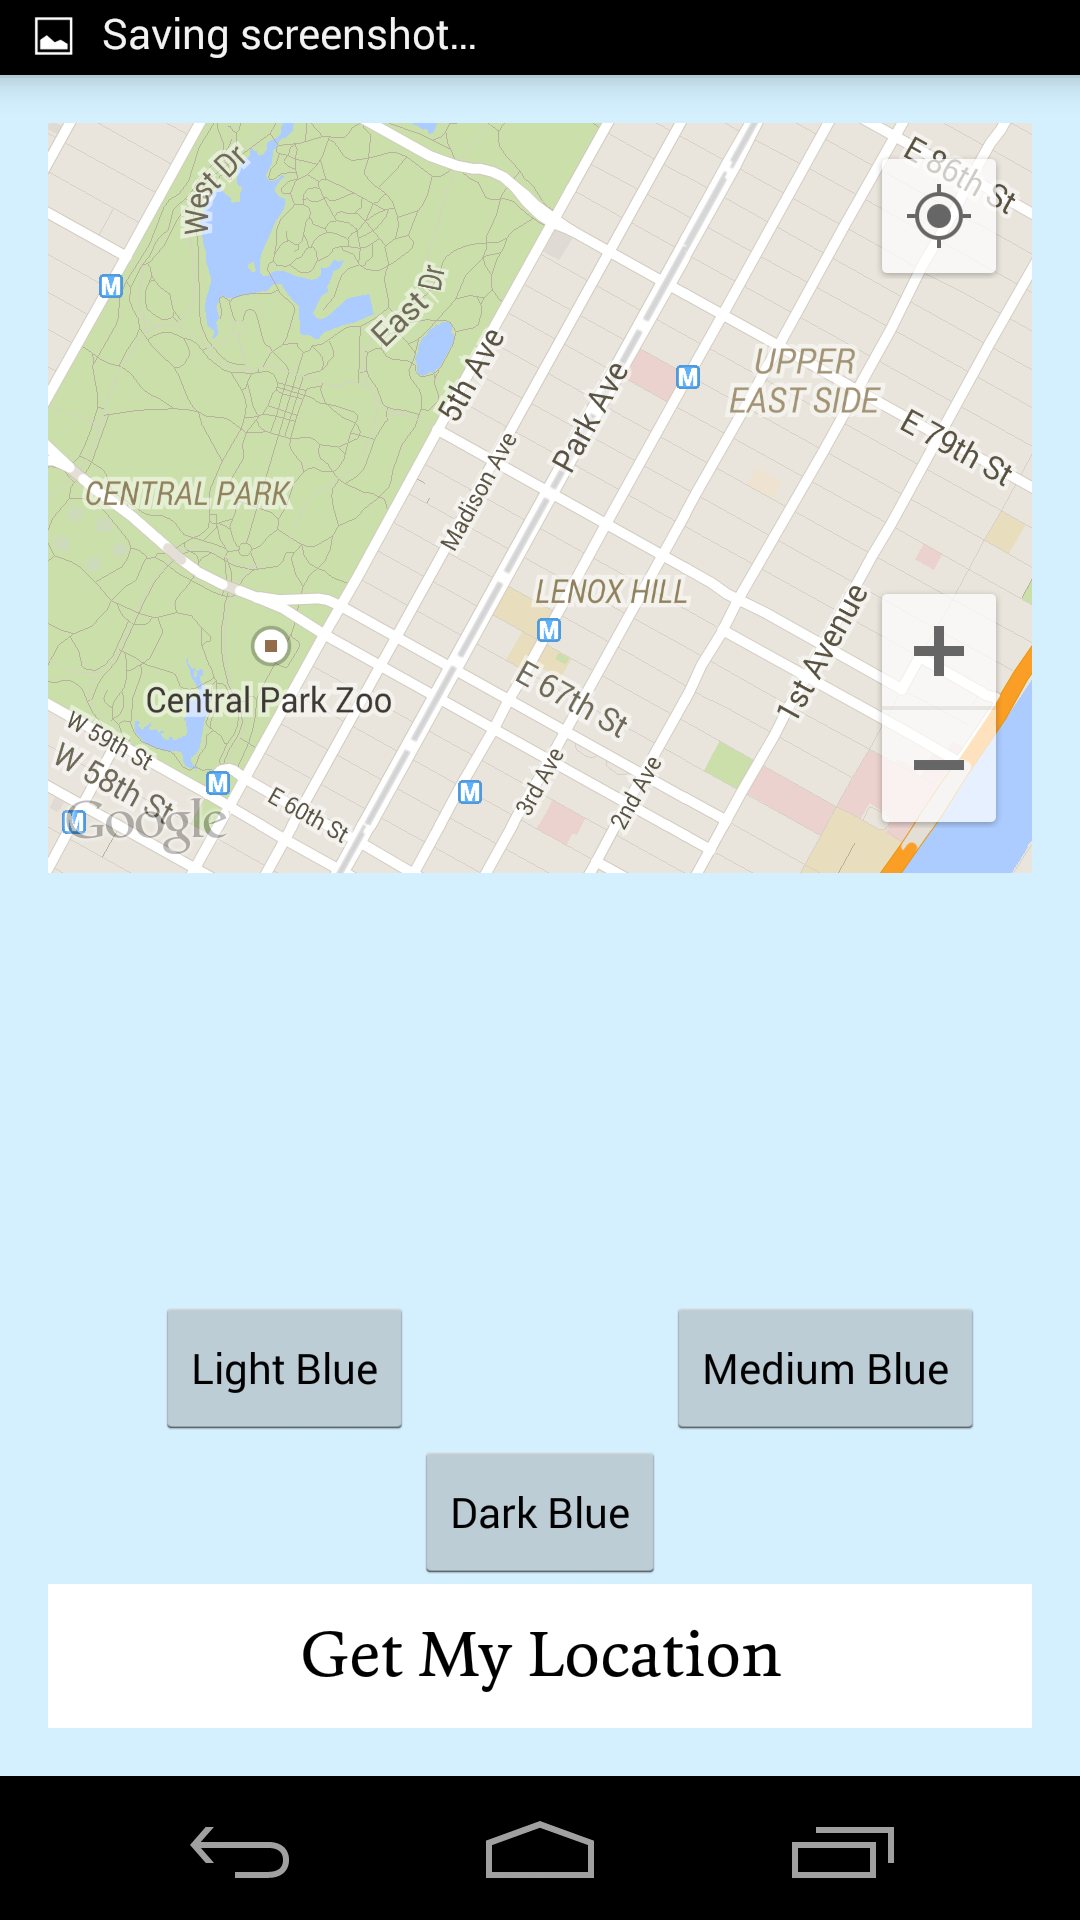 Saving screenshot...
West Dr
E 86th St
M
East Dr
5th Ave
Park Ave
M
UPPER
EAST SIDE
E 79th St
Madison Ave
CENTRAL PARK
LENOX HILL
M
1st Avenue
E 67th St
Central Park Zoo
W 59th St
W 58th St
M
E 60th St
M
3rd Ave
2nd Ave
M
Google
Light Blue
Medium Blue
Dark Blue
Get My Location